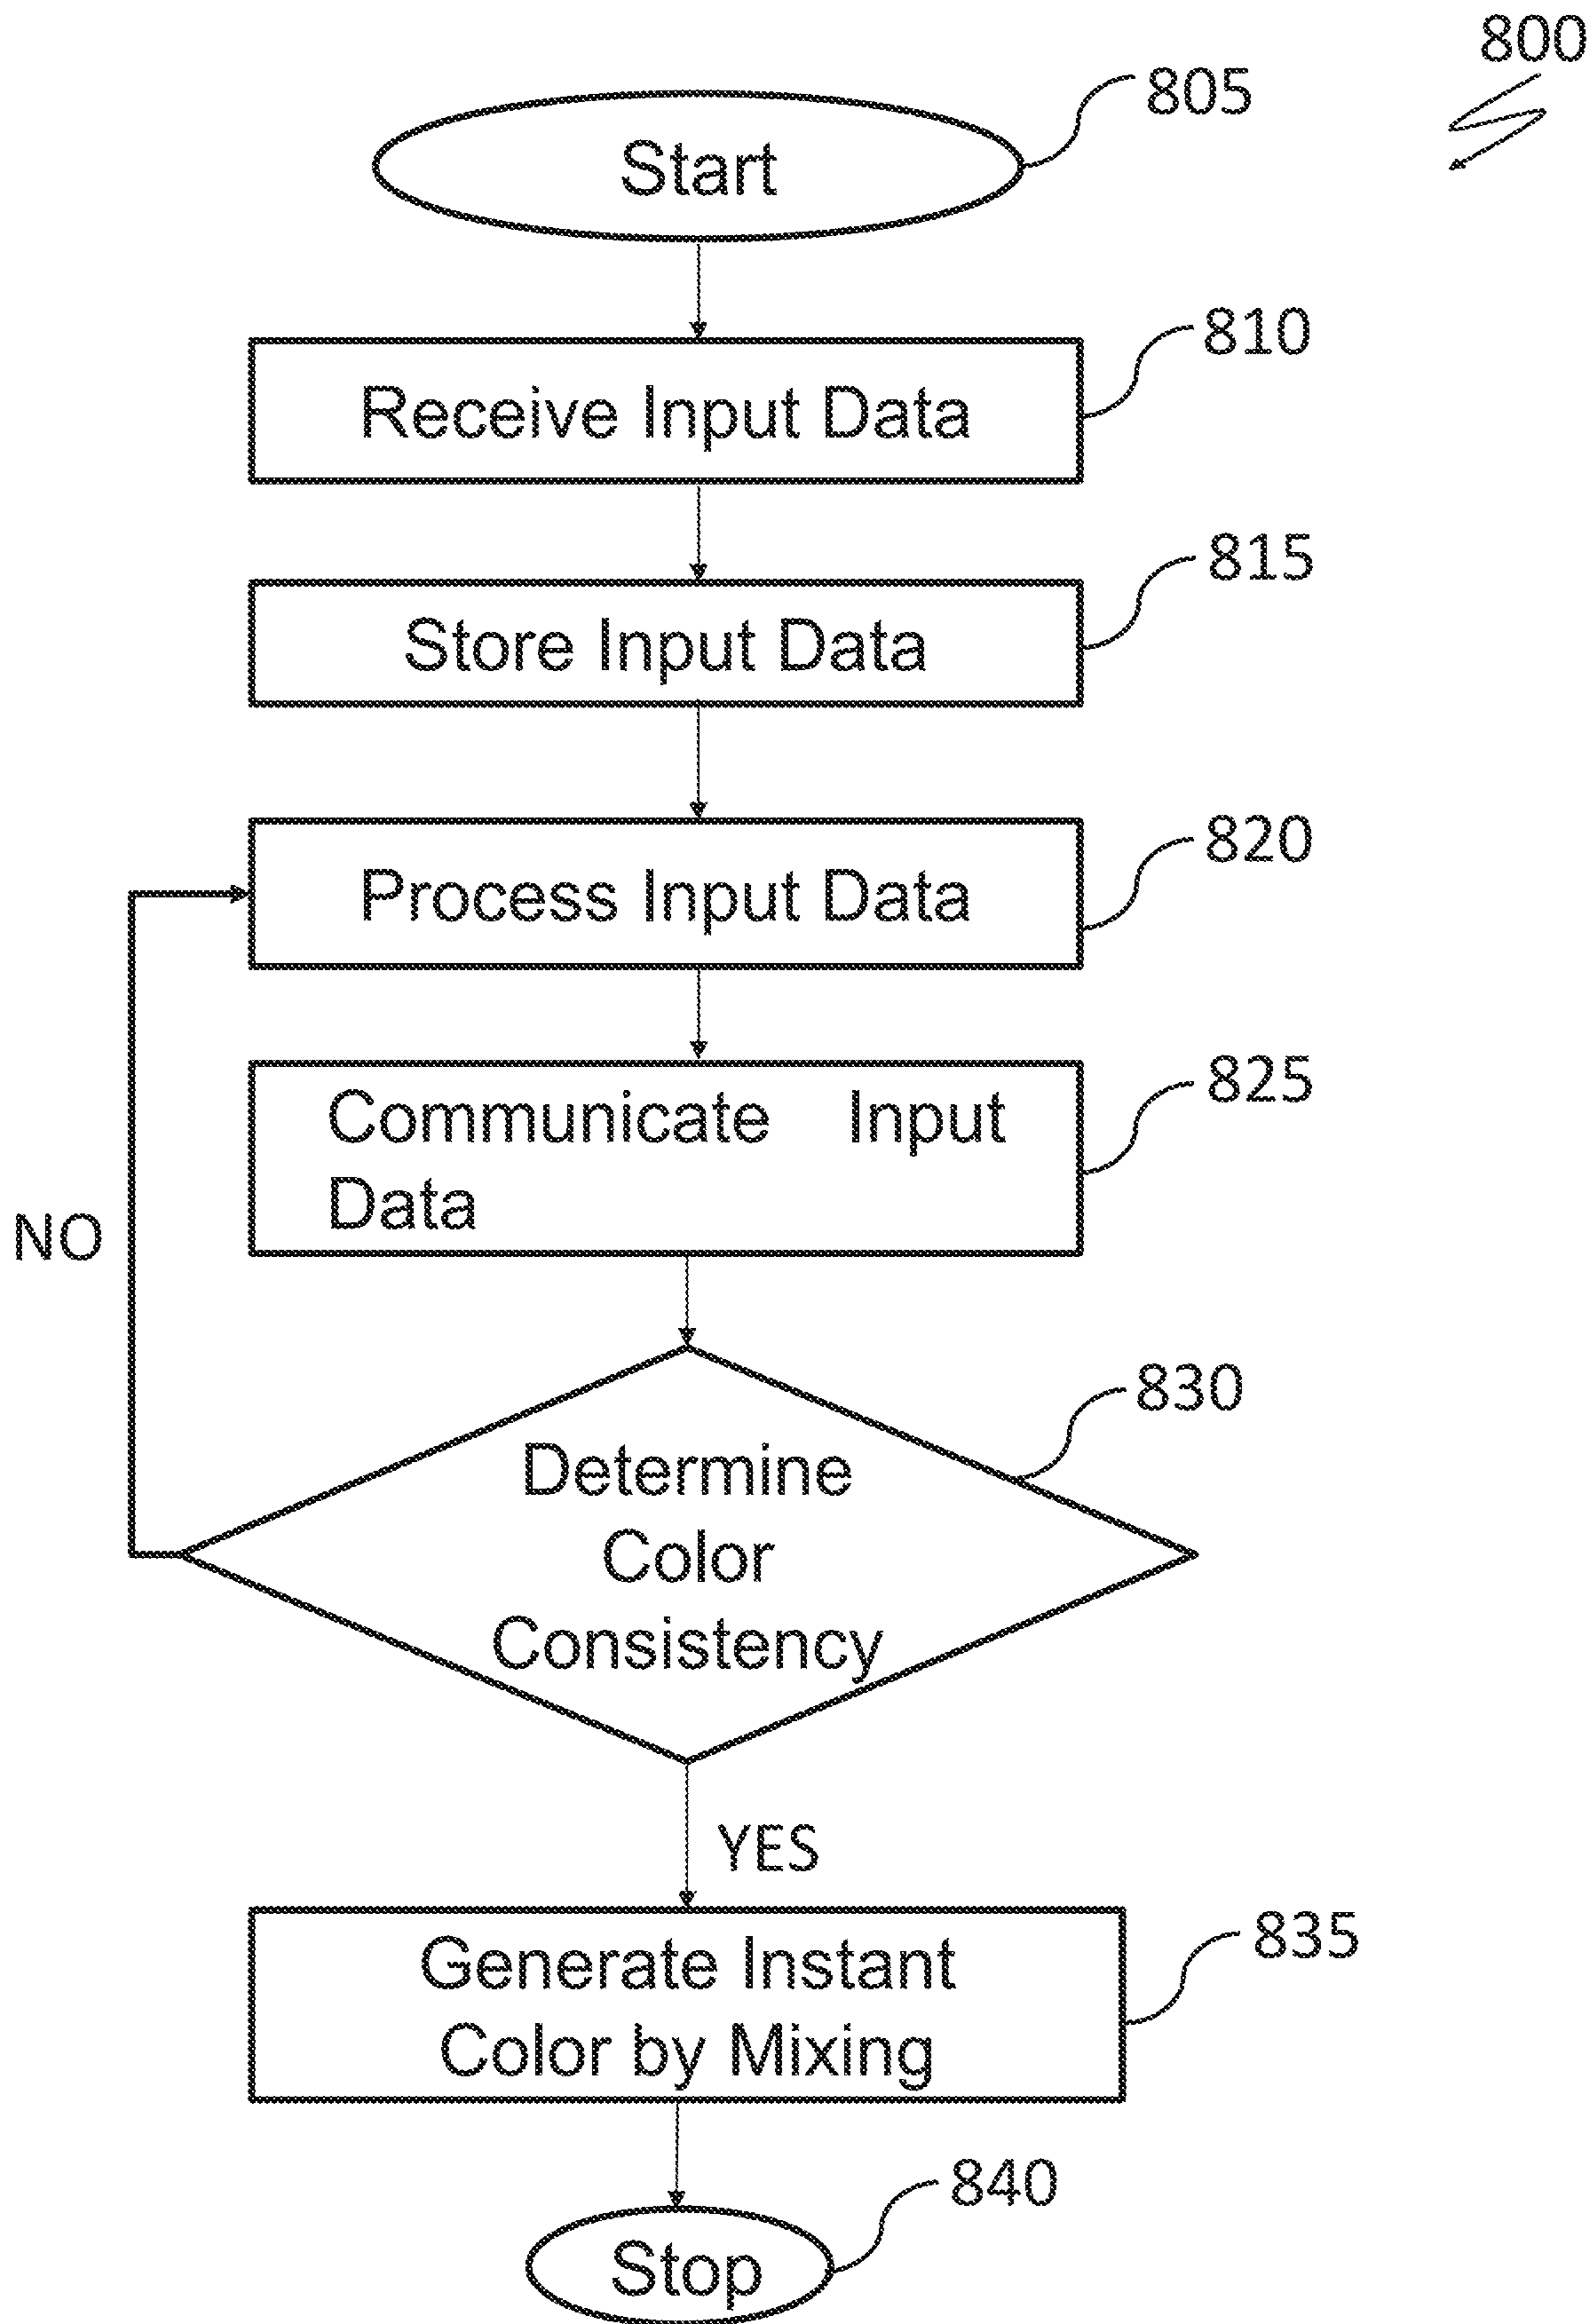 800
805
Start
810
Receive Input Data
815
Store Input Data
820
Process Input Data
825
Communicate Input
Data
NO
830
Determine
Color
Consistency
YES
835
Generate Instant
Color by Mixing
840
Stop